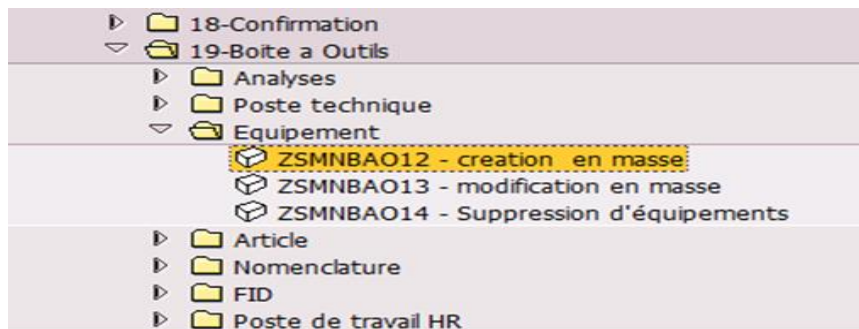 18-Confirmation
19-Boite a Outils
Analyses
Poste technique
Equipement
ZSMNBAO12 - creation en masse
ZSMNBAO13 - modification en masse
ZSMNBAO14 - Suppression d'équipements
Article
Nomenclature
FID
Poste de travail HR